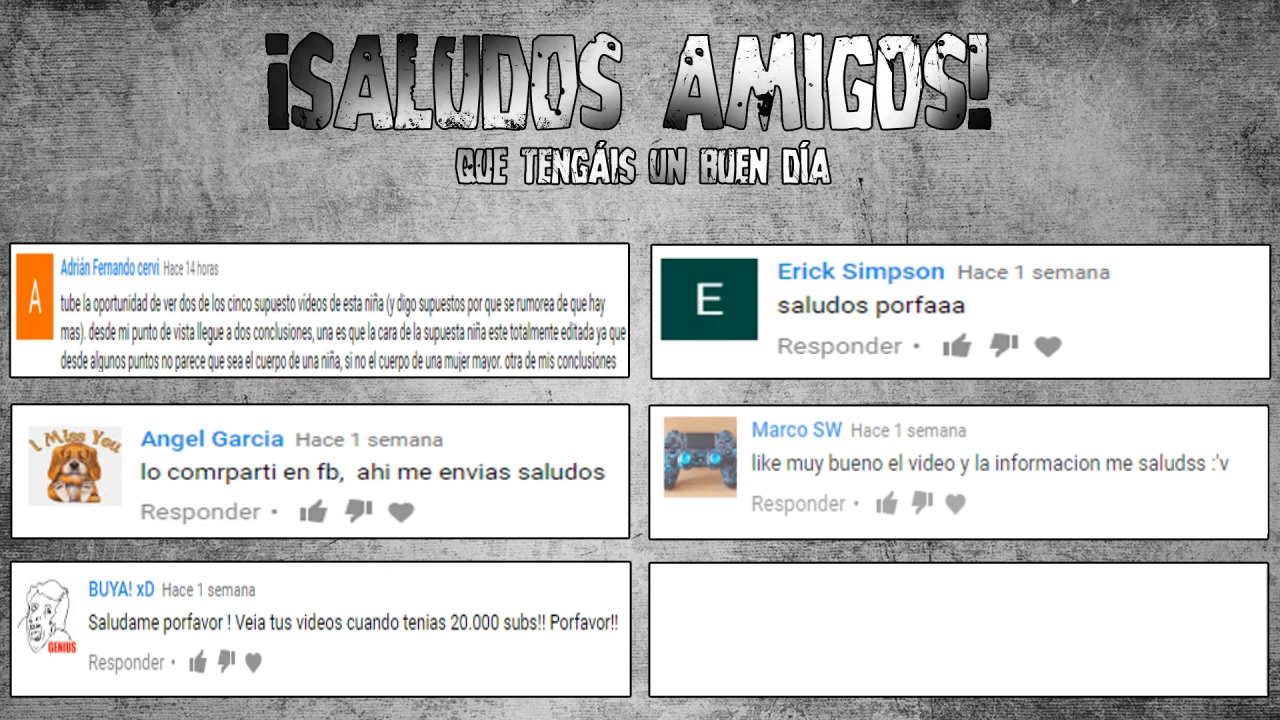 ¡SALUDOS AMIGOS!
QUE TENGÁIS UN BUEN DÍA
A
Adrián Fernando cervi Hace 14 horas
tube la oportunidad de ver dos de los cinco supuesto vídeos de esta niña (y digo supuestos por que se rumorea de que hay
mas). desde mi punto de vista llegue a dos conclusiones, una es que la cara de la supuesta niña este totalmente editada ya que
desde algunos puntos no parece que sea el cuerpo de una niña, si no el cuerpo de una mujer mayor. otra de mis conclusiones
E
Erick Simpson Hace 1 semana
saludos porfaaa
Responder •
I Miss You
Angel Garcia Hace 1 semana
lo comrparti en fb, ahi me envias saludos
Responder •
Marco SW Hace 1 semana
like muy bueno el video y la informacion me saludss :'v
Responder •
GENIUS
BUYA! xD Hace 1 semana
Saludame porfavor ! Veia tus videos cuando tenias 20.000 subs!! Porfavor!!
Responder •